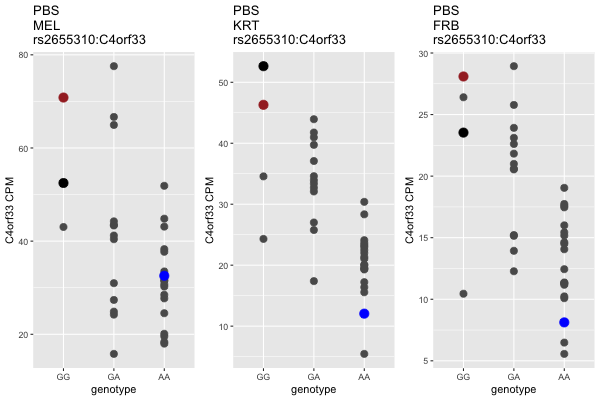 PBS
MEL
rs2655310:C4orf33
C4orf33 CPM
80
60
40
20
GG
GA
AA
genotype
PBS
KRT
rs2655310:C4orf33
C4orf33 CPM
50
40
30
20
10
GG
GA
AA
genotype
PBS
FRB
rs2655310:C4orf33
C4orf33 CPM
30
25
20
15
10
5
GG
GA
AA
genotype